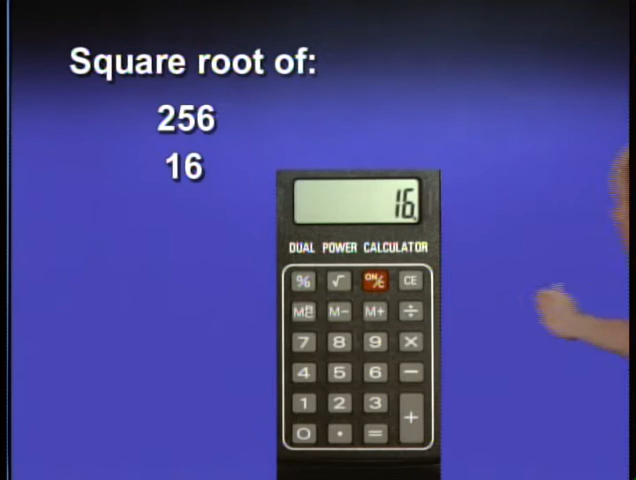 Square root of:
256
16
16.
DUAL POWER CALCULATOR
% √ ON/C CE
M− M+ ÷
7 8 9 ×
4 5 6 −
1 2 3 +
0 • =